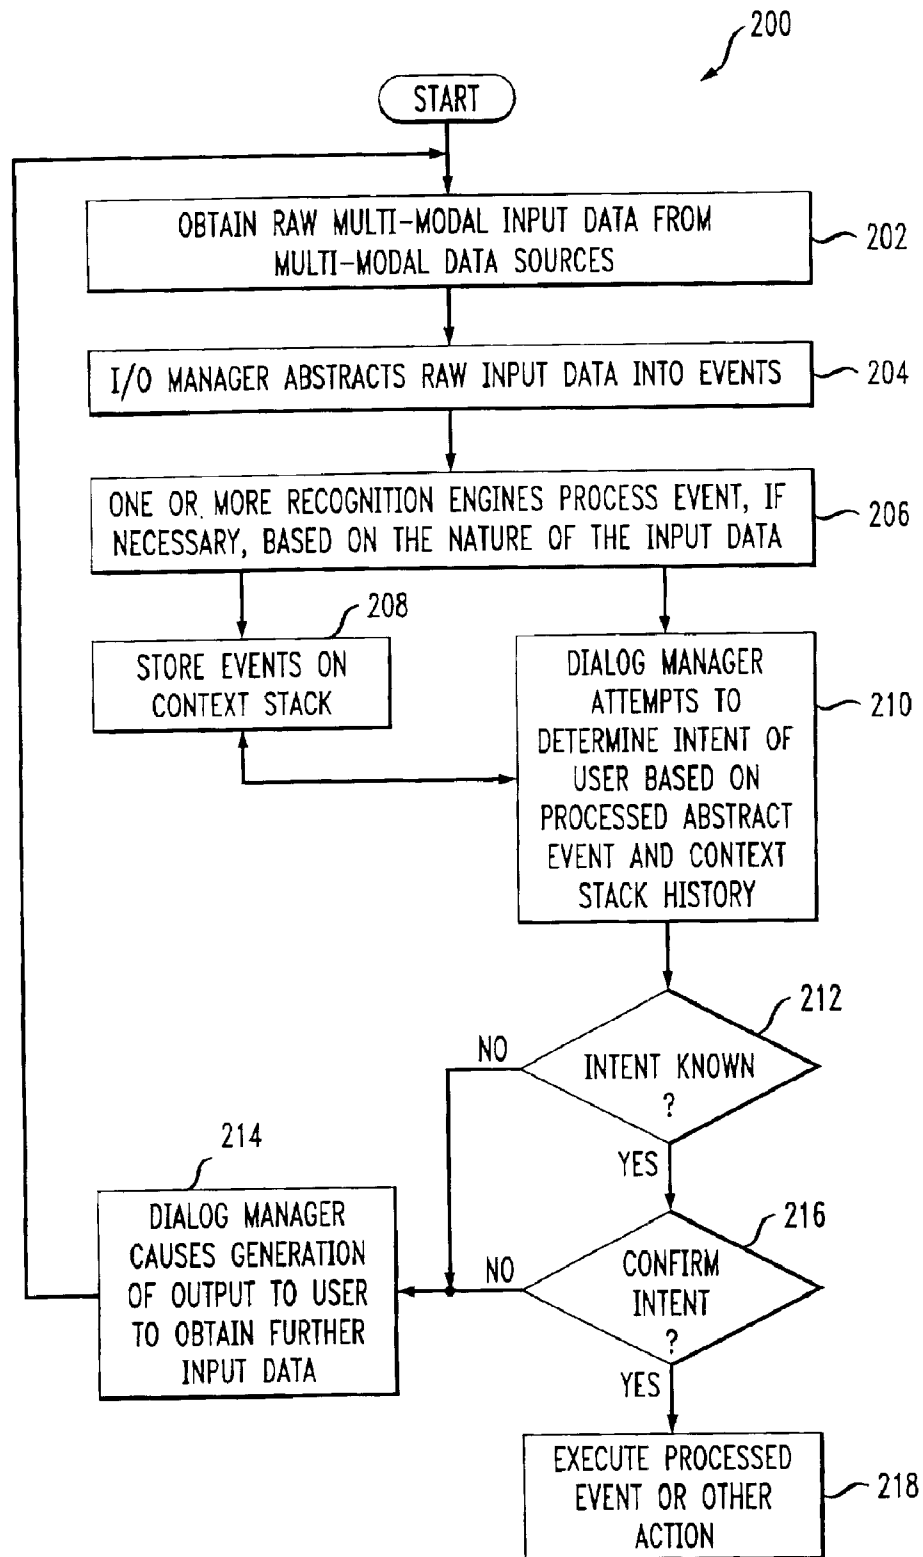 200
START
OBTAIN RAW MULTI-MODAL INPUT DATA FROM
MULTI-MODAL DATA SOURCES
202
I/O MANAGER ABSTRACTS RAW INPUT DATA INTO EVENTS
204
ONE OR MORE RECOGNITION ENGINES PROCESS EVENT, IF
NECESSARY, BASED ON THE NATURE OF THE INPUT DATA
206
208
STORE EVENTS ON
CONTEXT STACK
DIALOG MANAGER
ATTEMPTS TO
DETERMINE INTENT OF
USER BASED ON
PROCESSED ABSTRACT
EVENT AND CONTEXT
STACK HISTORY
210
212
INTENT KNOWN
?
NO
YES
214
DIALOG MANAGER
CAUSES GENERATION
OF OUTPUT TO USER
TO OBTAIN FURTHER
INPUT DATA
216
CONFIRM
INTENT
?
NO
YES
EXECUTE PROCESSED
EVENT OR OTHER
ACTION
218